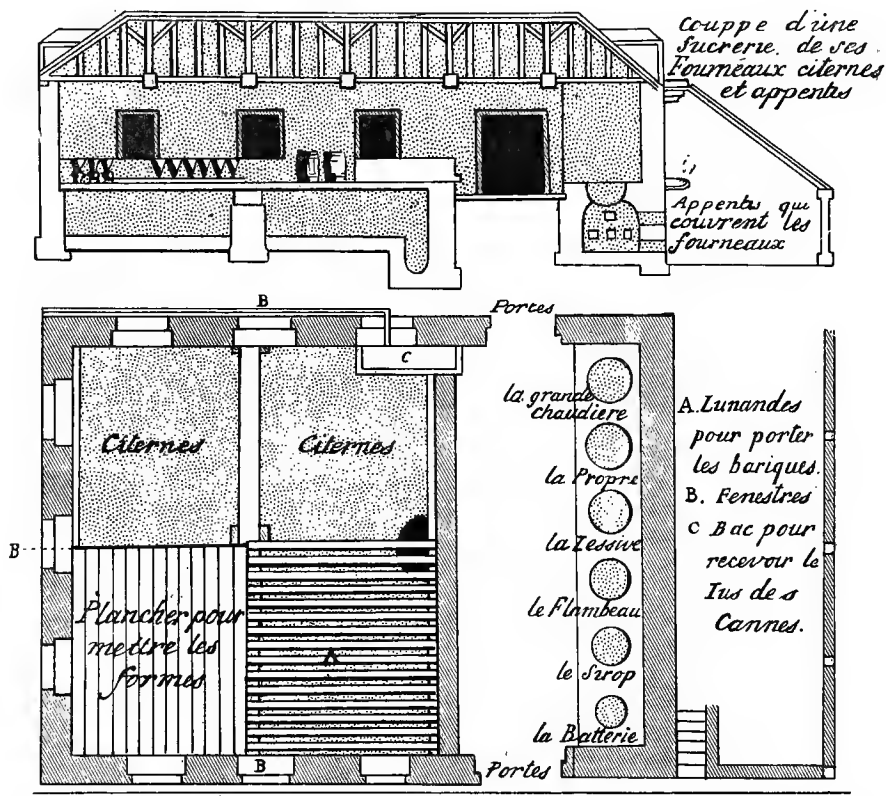 Couppe d'une
Sucrerie, de ses
Fourneaux citernes
et appentis
Appentis qui
couvrent les
fourneaux
B
Portes
C
la grande
chaudiere
A. Lunandes
pour porter
les bariques.
B. Fenestres
C Bac pour
recevoir le
Ius des
Cannes.
Citernes
Citernes
la Propre
la Lessive
B
Plancher pour
mettre les
formes
A
le Flambeau
le Sirop
la Batterie
B
Portes